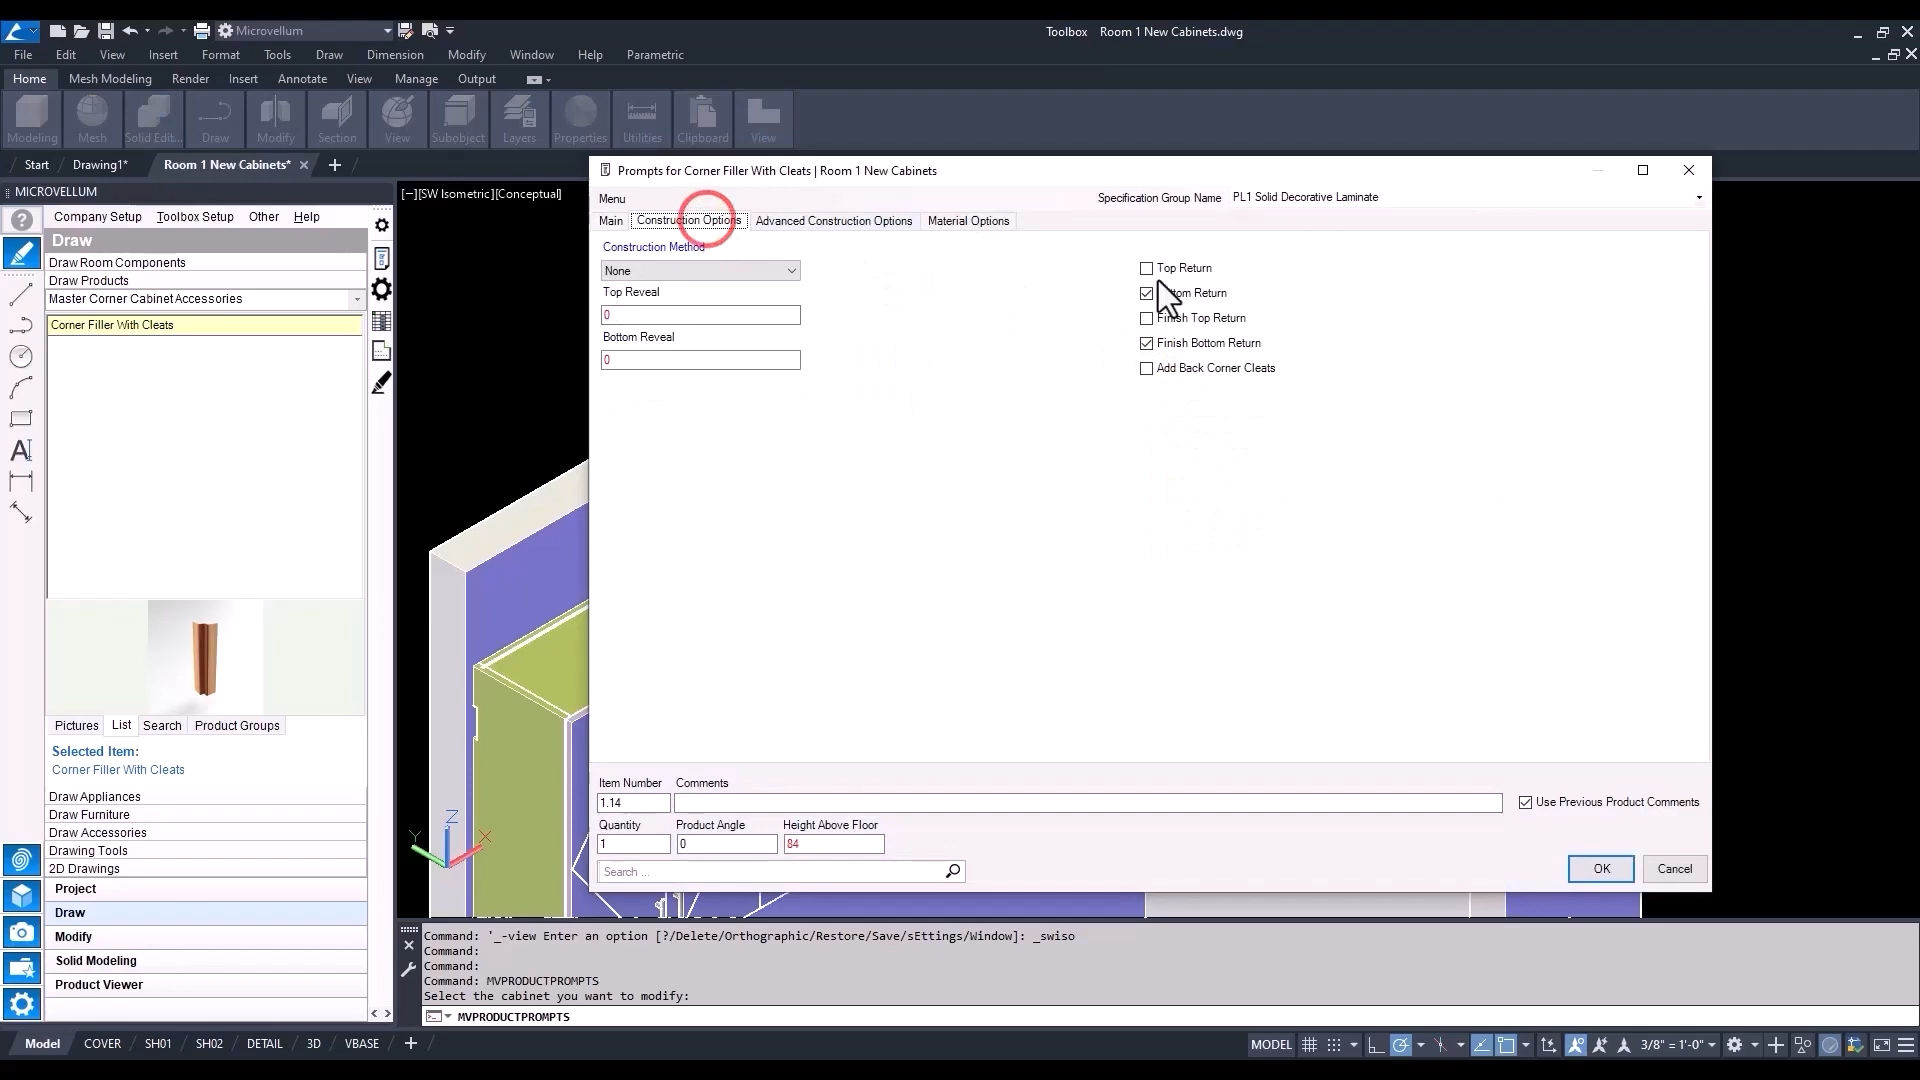 Microvellum
Toolbox Room 1 New Cabinets.dwg
File Edit View Insert Format Tools Draw Dimension Modify Window Help Parametric
Home Mesh Modeling Render Insert Annotate View Manage Output
Modeling Mesh Solid Edit... Draw Modify Section View Subobject Layers Properties Utilities Clipboard View
Start Drawing1* Room 1 New Cabinets*
MICROVELLUM
[−][SW Isometric][Conceptual]
Company Setup Toolbox Setup Other Help
Draw
Draw Room Components
Draw Products
Master Corner Cabinet Accessories
Corner Filler With Cleats
Pictures List Search Product Groups
Selected Item:
Corner Filler With Cleats
Draw Appliances
Draw Furniture
Draw Accessories
Drawing Tools
2D Drawings
Project
Draw
Modify
Solid Modeling
Product Viewer
Prompts for Corner Filler With Cleats | Room 1 New Cabinets
Menu
Specification Group Name PL1 Solid Decorative Laminate
Main Construction Options Advanced Construction Options Material Options
Construction Method
None
Top Reveal
0
Bottom Reveal
0
Top Return
Return
Finish Top Return
Finish Bottom Return
Add Back Corner Cleats
Item Number Comments
1.14
Use Previous Product Comments
Quantity Product Angle Height Above Floor
1 0 84
Search ...
OK Cancel
Z
Y X
Command: '_-view Enter an option [?/Delete/Orthographic/Restore/Save/sEttings/Window]: _swiso
Command:
Command:
Command: MVPRODUCTPROMPTS
Select the cabinet you want to modify:
MVPRODUCTPROMPTS
Model COVER SH01 SH02 DETAIL 3D VBASE
MODEL 3/8" = 1'-0"